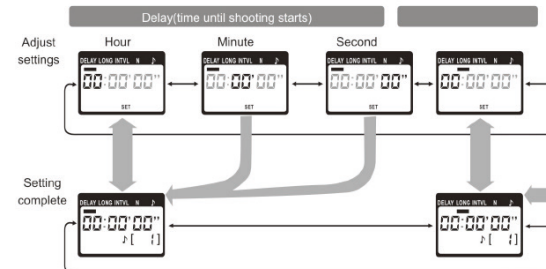 Delay(time until shooting starts)
Adjust settings
Hour
Minute
Second
DELAY LONG INTVL N ♪
00:00'00"
SET
DELAY LONG INTVL N ♪
00:00'00"
SET
DELAY LONG INTVL N ♪
00:00'00"
SET
DELAY LONG INTVL N ♪
00:00'00"
SET
Setting complete
DELAY LONG INTVL N ♪
00:00'00"
♪[ 1]
DELAY LONG INTVL N ♪
00:00'00"
♪[ 1]